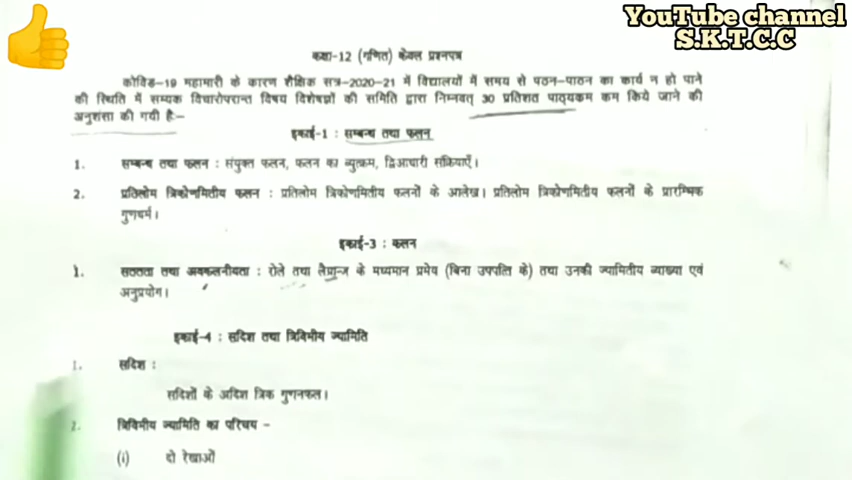 YouTube channel
S.K.T.C.C
कक्षा-12 (गणित) केवल प्रश्नपत्र
कोविड-19 महामारी के कारण शैक्षिक सत्र-2020-21 में विद्यालयों में समय से पठन-पाठन का कार्य न हो पाने
की स्थिति में सम्यक विचारोपरान्त विषय विशेषज्ञों की समिति द्वारा निम्नवत् 30 प्रतिशत पाठ्यक्रम कम किये जाने की
अनुशंसा की गयी है:-
इकाई-1 : सम्बन्ध तथा फलन
1. सम्बन्ध तथा फलन : संयुक्त फलन, फलन का व्युत्क्रम, द्विआधारी संक्रियाएँ।
2. प्रतिलोम त्रिकोणमितीय फलन : प्रतिलोम त्रिकोणमितीय फलनों के आलेख। प्रतिलोम त्रिकोणमितीय फलनों के प्रारम्भिक
गुणधर्म।
इकाई-3 : कलन
1. सततता तथा अवकलनीयता : रोले तथा लैग्रान्ज के मध्यमान प्रमेय (बिना उपपत्ति के) तथा उनकी ज्यामितीय व्याख्या एवं
अनुप्रयोग।
इकाई-4 : सदिश तथा त्रिविमीय ज्यामिति
1. सदिश :
सदिशों के अदिश त्रिक गुणनफल।
2. त्रिविमीय ज्यामिति का परिचय -
(i) दो रेखाओं